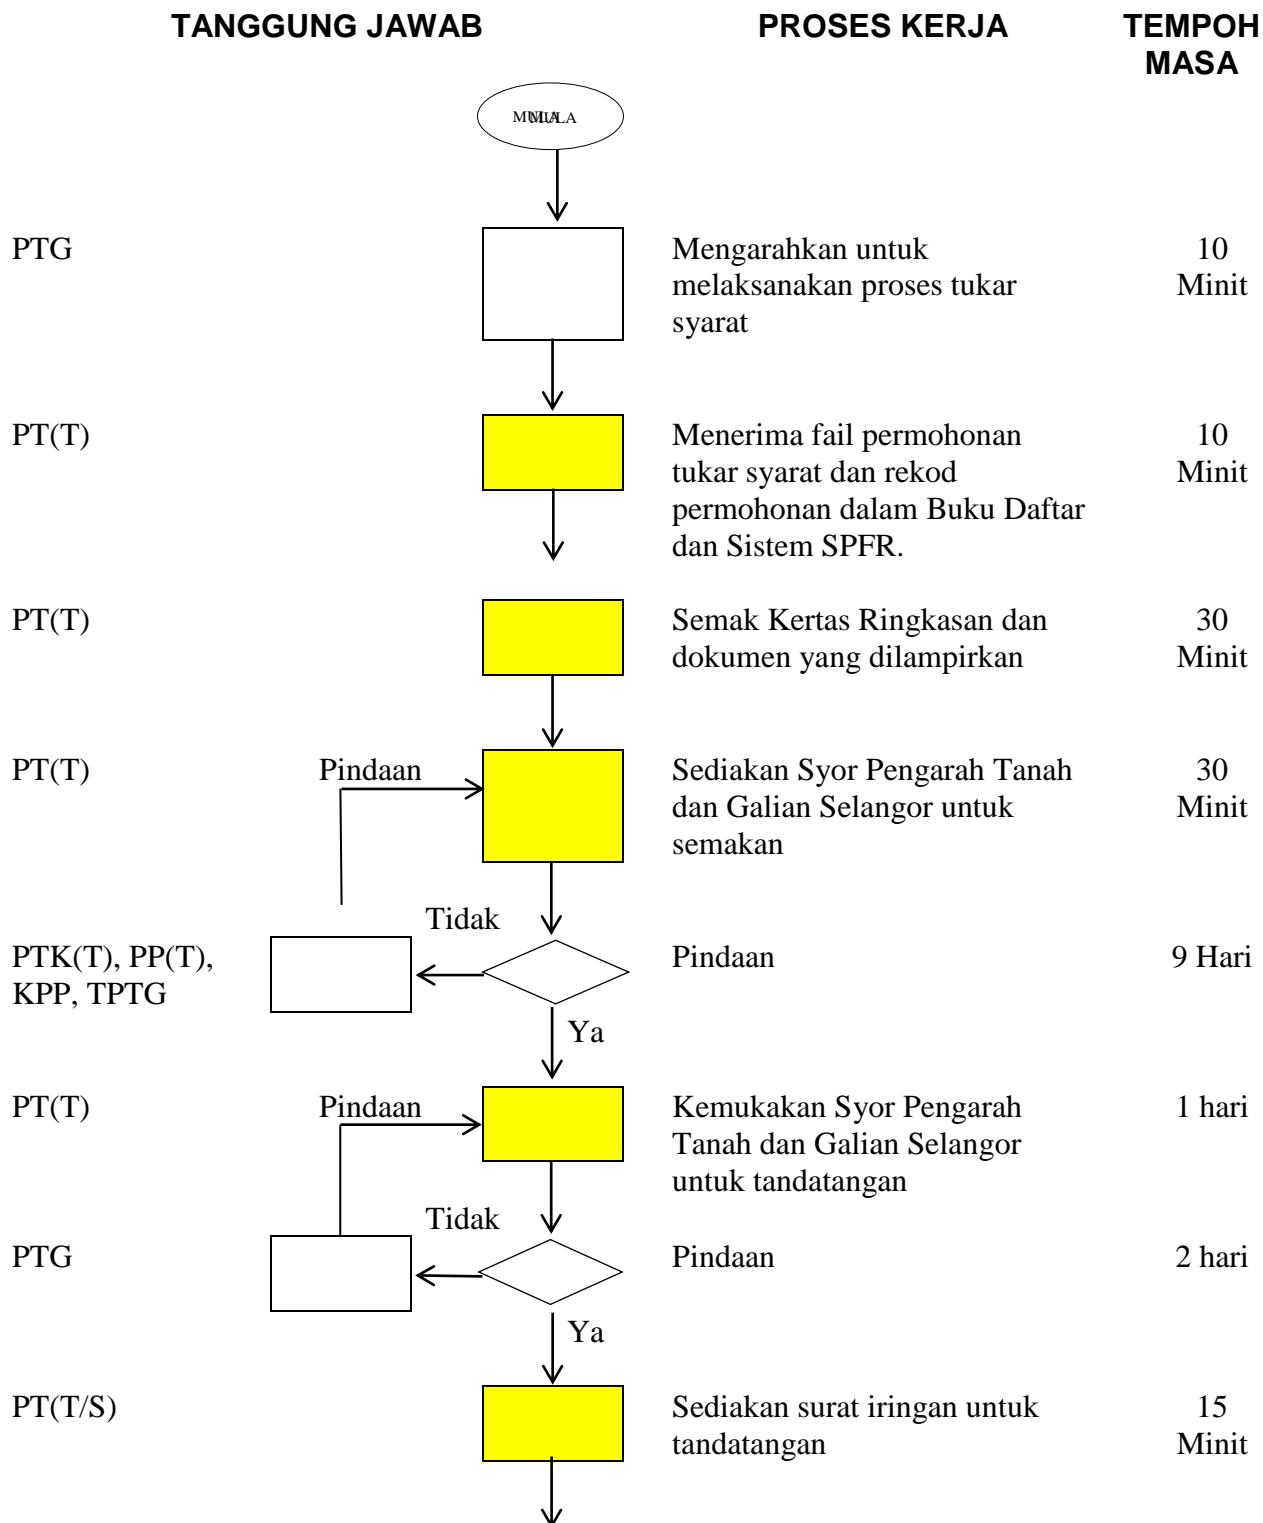 TANGGUNG JAWAB PROSES KERJA TEMPOH
MASA
MULA
PTG Mengarahkan untuk 10
melaksanakan proses tukar Minit
syarat
PT(T) Menerima fail permohonan 10
tukar syarat dan rekod Minit
permohonan dalam Buku Daftar
dan Sistem SPFR.
PT(T) Semak Kertas Ringkasan dan 30
dokumen yang dilampirkan Minit
PT(T) Pindaan Sediakan Syor Pengarah Tanah 30
dan Galian Selangor untuk Minit
semakan
Tidak
PTK(T), PP(T), Pindaan 9 Hari
KPP, TPTG
Ya
PT(T) Pindaan Kemukakan Syor Pengarah 1 hari
Tanah dan Galian Selangor
untuk tandatangan
Tidak
PTG Pindaan 2 hari
Ya
PT(T/S) Sediakan surat iringan untuk 15
tandatangan Minit